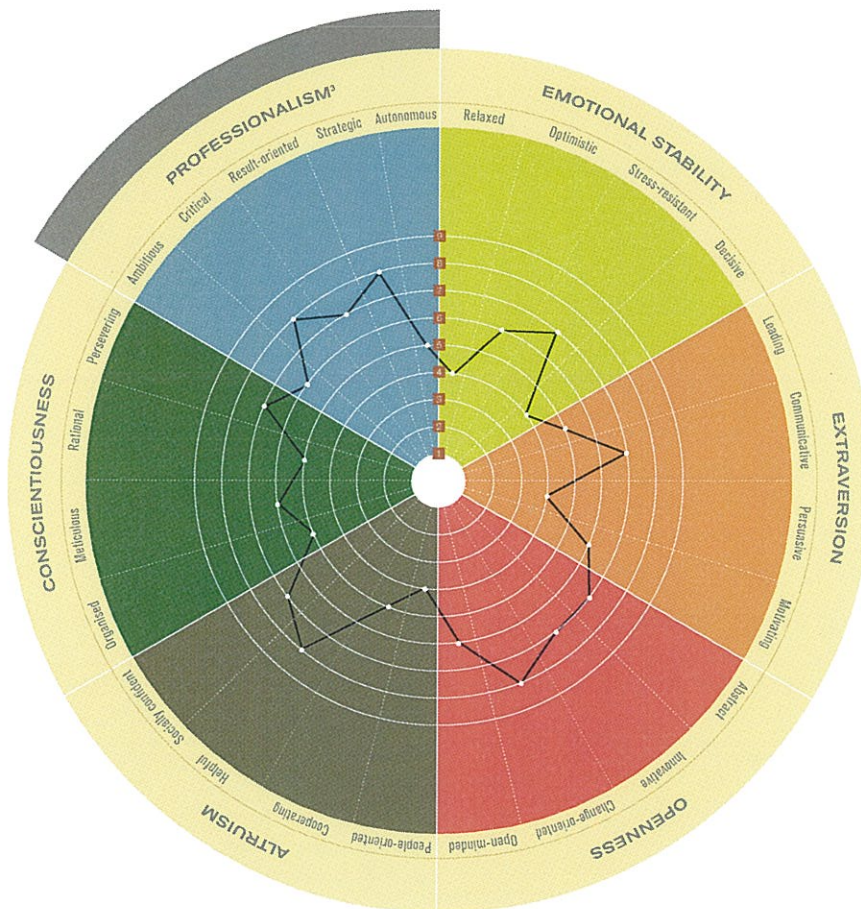 PROFESSIONALISM³
Ambitious
Critical
Result-oriented
Strategic
Autonomous
EMOTIONAL STABILITY
Relaxed
Optimistic
Stress-resistant
Decisive
EXTRAVERSION
Leading
Communicative
Persuasive
Motivating
OPENNESS
Abstract
Innovative
Change-oriented
Open-minded
ALTRUISM
People-oriented
Cooperating
Helpful
Socially confident
CONSCIENTIOUSNESS
Organised
Meticulous
Rational
Persevering
9
8
7
6
5
4
3
2
1